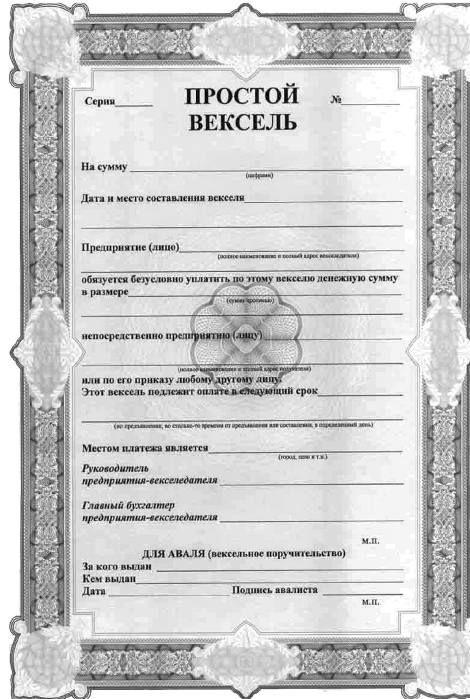 Серия ПРОСТОЙ №
ВЕКСЕЛЬ
На сумму
(цифрами)
Дата и место составления векселя
Предприятие (лицо)
(полное наименование и полный адрес векселедателя)
обязуется безусловно уплатить по этому векселю денежную сумму
в размере
(сумма прописью)
непосредственно предприятию (лицу)
(полное наименование и полный адрес получателя)
или по его приказу любому другому лицу.
Этот вексель подлежит оплате в следующий срок
(по предъявлении, во столько-то времени от предъявления или составления, в определенный день)
Местом платежа является
(город, село и т.п.)
Руководитель
предприятия-векселедателя
Главный бухгалтер
предприятия-векселедателя
М.П.
ДЛЯ АВАЛЯ (вексельное поручительство)
За кого выдан
Кем выдан
Дата Подпись авалиста
М.П.